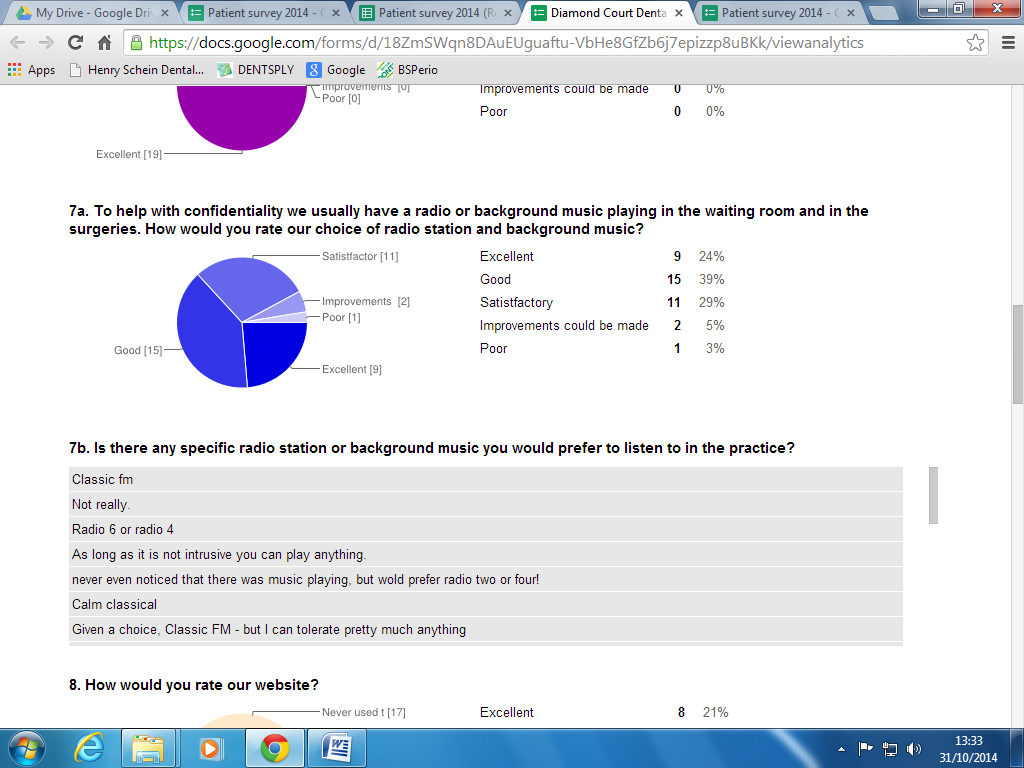 My Drive - Google Dri
Patient survey 2014 -
Patient survey 2014 (R
Diamond Court Denta
Patient survey 2014 -
https://docs.google.com/forms/d/18ZmSWqn8DAuEUguaftu-VbHe8GfZb6j7epizzp8uBKk/viewanalytics
Apps Henry Schein Dental... DENTSPLY Google BSPerio
Improvements [0]
Poor [0]
Excellent [19]
Improvements could be made 0 0%
Poor 0 0%
7a. To help with confidentiality we usually have a radio or background music playing in the waiting room and in the
surgeries. How would you rate our choice of radio station and background music?
Satistfactor [11]
Improvements [2]
Poor [1]
Good [15]
Excellent [9]
Excellent 9 24%
Good 15 39%
Satistfactory 11 29%
Improvements could be made 2 5%
Poor 1 3%
7b. Is there any specific radio station or background music you would prefer to listen to in the practice?
Classic fm
Not really.
Radio 6 or radio 4
As long as it is not intrusive you can play anything.
never even noticed that there was music playing, but wold prefer radio two or four!
Calm classical
Given a choice, Classic FM - but I can tolerate pretty much anything
8. How would you rate our website?
Never used t [17]
Excellent 8 21%
13:33
31/10/2014